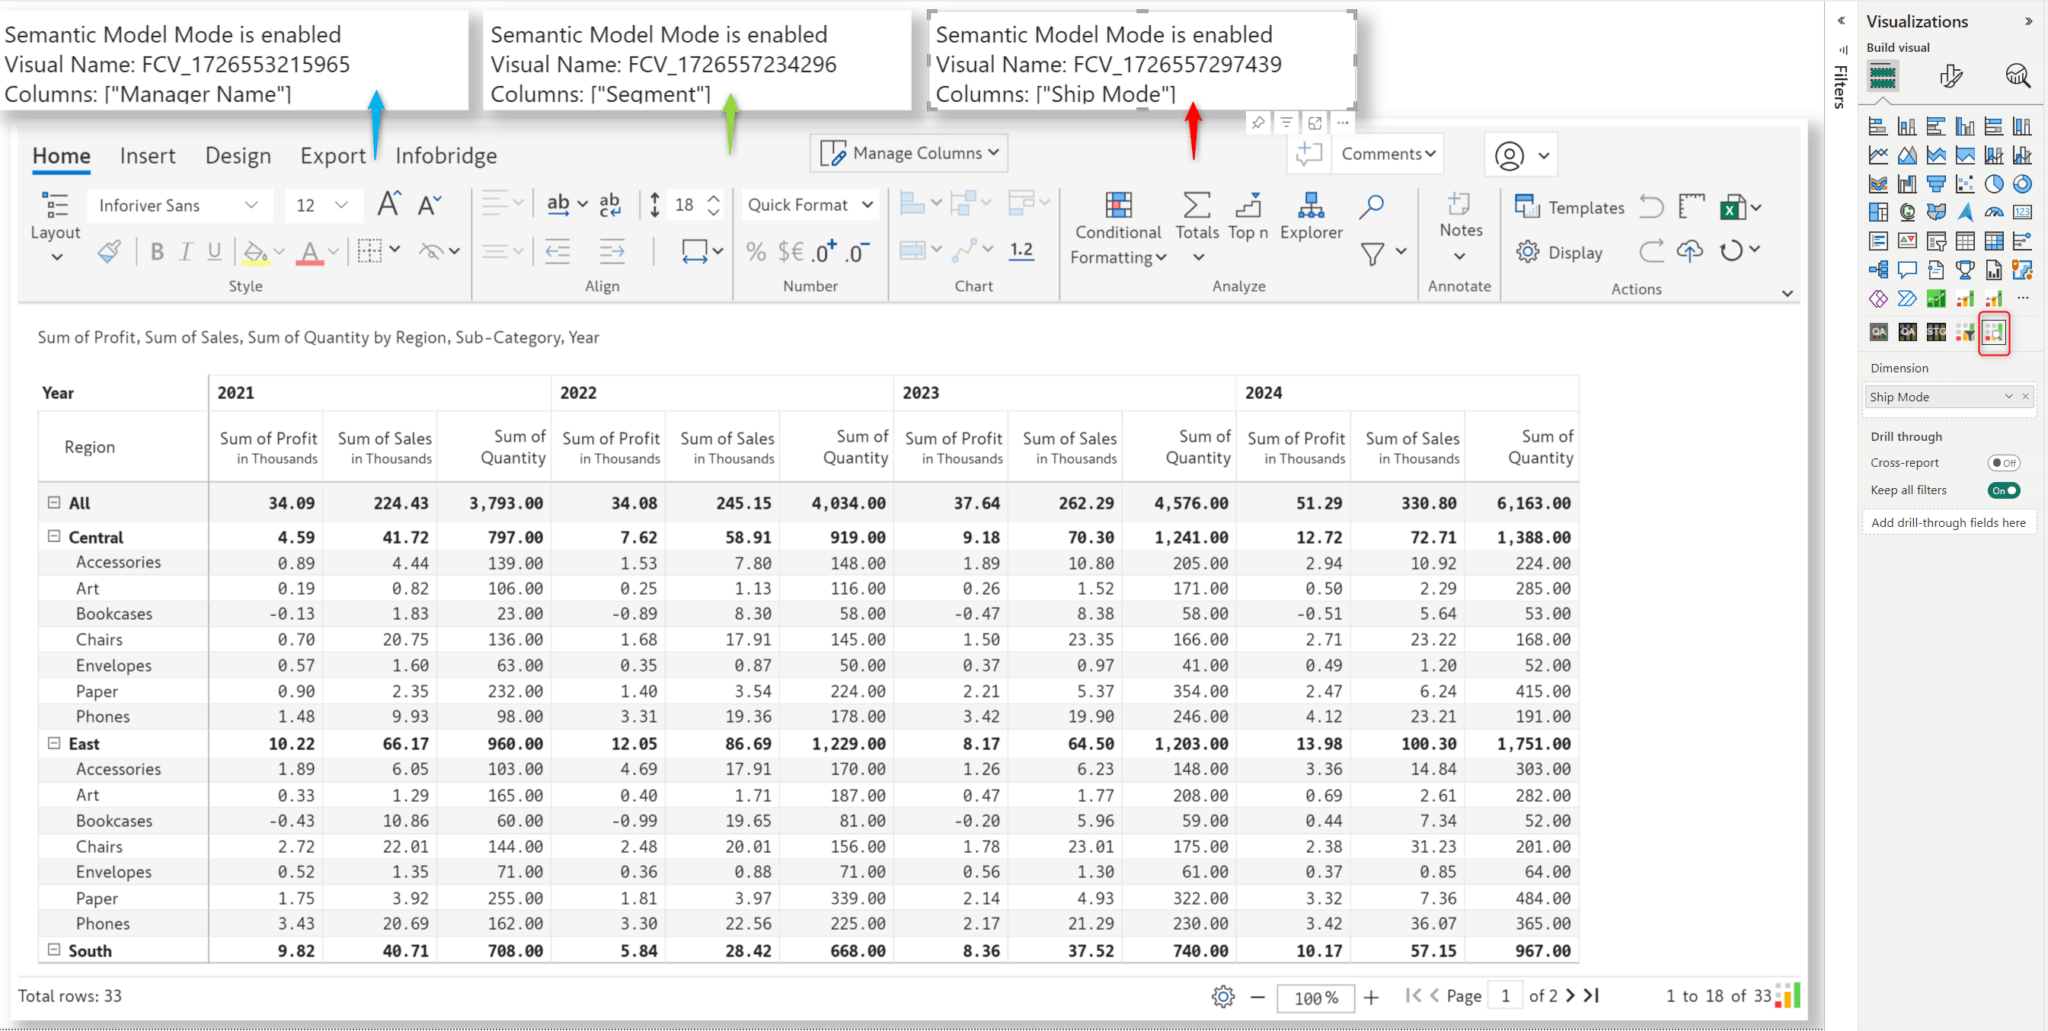 Semantic Model Mode is enabled
Visual Name: FCV_1726553215965
Columns: ["Manager Name"]
Semantic Model Mode is enabled
Visual Name: FCV_1726557234296
Columns: ["Segment"]
Semantic Model Mode is enabled
Visual Name: FCV_1726557297439
Columns: ["Ship Mode"]
Home Insert Design Export Infobridge
Manage Columns
Comments
Layout
Inforiver Sans 12
B I U
Style
ab ab 18
Align
Quick Format
% $€ .0 .0
Number
1.2
Chart
Conditional Formatting Totals Top n Explorer
Analyze
Notes
Annotate
Templates
Display
Actions
Sum of Profit, Sum of Sales, Sum of Quantity by Region, Sub-Category, Year
Year 2021 2022 2023 2024
Region Sum of Profit in Thousands Sum of Sales in Thousands Sum of Quantity Sum of Profit in Thousands Sum of Sales in Thousands Sum of Quantity Sum of Profit in Thousands Sum of Sales in Thousands Sum of Quantity Sum of Profit in Thousands Sum of Sales in Thousands Sum of Quantity
All 34.09 224.43 3,793.00 34.08 245.15 4,034.00 37.64 262.29 4,576.00 51.29 330.80 6,163.00
Central 4.59 41.72 797.00 7.62 58.91 919.00 9.18 70.30 1,241.00 12.72 72.71 1,388.00
Accessories 0.89 4.44 139.00 1.53 7.80 148.00 1.89 10.80 205.00 2.94 10.92 224.00
Art 0.19 0.82 106.00 0.25 1.13 116.00 0.26 1.52 171.00 0.50 2.29 285.00
Bookcases -0.13 1.83 23.00 -0.89 8.30 58.00 -0.47 8.38 58.00 -0.51 5.64 53.00
Chairs 0.70 20.75 136.00 1.68 17.91 145.00 1.50 23.35 166.00 2.71 23.22 168.00
Envelopes 0.57 1.60 63.00 0.35 0.87 50.00 0.37 0.97 41.00 0.49 1.20 52.00
Paper 0.90 2.35 232.00 1.40 3.54 224.00 2.21 5.37 354.00 2.47 6.24 415.00
Phones 1.48 9.93 98.00 3.31 19.36 178.00 3.42 19.90 246.00 4.12 23.21 191.00
East 10.22 66.17 960.00 12.05 86.69 1,229.00 8.17 64.50 1,203.00 13.98 100.30 1,751.00
Accessories 1.89 6.05 103.00 4.69 17.91 170.00 1.26 6.23 148.00 3.36 14.84 303.00
Art 0.33 1.29 165.00 0.40 1.71 187.00 0.47 1.77 208.00 0.69 2.61 282.00
Bookcases -0.43 10.86 60.00 -0.99 19.65 81.00 -0.20 5.96 59.00 0.44 7.34 52.00
Chairs 2.72 22.01 144.00 2.48 20.01 156.00 1.78 23.01 175.00 2.38 31.23 201.00
Envelopes 0.52 1.35 71.00 0.36 0.88 71.00 0.56 1.30 61.00 0.37 0.85 64.00
Paper 1.75 3.92 255.00 1.81 3.97 339.00 2.14 4.93 322.00 3.32 7.36 484.00
Phones 3.43 20.69 162.00 3.30 22.56 225.00 2.17 21.29 230.00 3.42 36.07 365.00
South 9.82 40.71 708.00 5.84 28.42 668.00 8.36 37.52 740.00 10.17 57.15 967.00
Total rows: 33
100 %
Page 1 of 2
1 to 18 of 33
Filters
Visualizations
Build visual
123
QA QA STG
Dimension
Ship Mode
Drill through
Cross-report Off
Keep all filters On
Add drill-through fields here